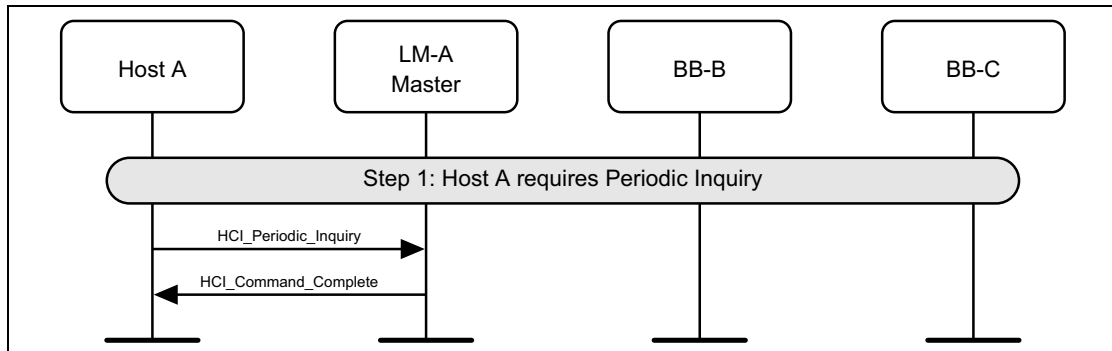 Host A
LM-A
Master
BB-B
BB-C
Step 1: Host A requires Periodic Inquiry
HCI_Periodic_Inquiry
HCI_Command_Complete